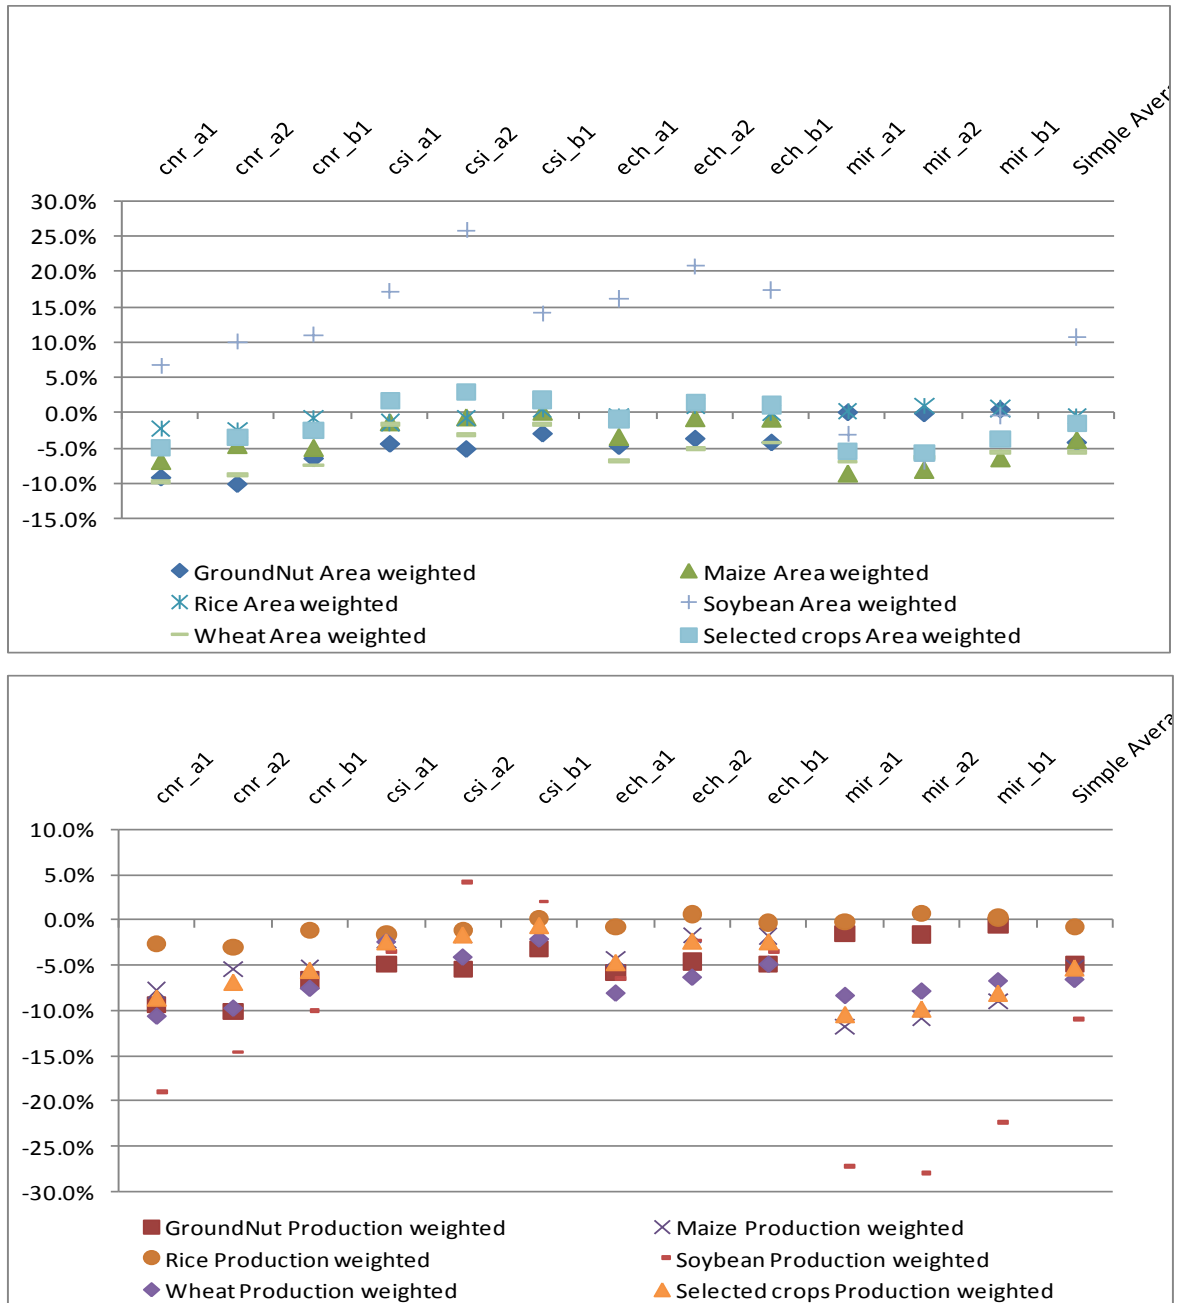 cnr_a1 cnr_a2 cnr_b1 csi_a1 csi_a2 csi_b1 ech_a1 ech_a2 ech_b1 mir_a1 mir_a2 mir_b1 Simple Avera
30.0%
25.0%
20.0%
15.0%
10.0%
5.0%
0.0%
-5.0%
-10.0%
-15.0%
GroundNut Area weighted Maize Area weighted
Rice Area weighted Soybean Area weighted
Wheat Area weighted Selected crops Area weighted
cnr_a1 cnr_a2 cnr_b1 csi_a1 csi_a2 csi_b1 ech_a1 ech_a2 ech_b1 mir_a1 mir_a2 mir_b1 Simple Avera
10.0%
5.0%
0.0%
-5.0%
-10.0%
-15.0%
-20.0%
-25.0%
-30.0%
GroundNut Production weighted Maize Production weighted
Rice Production weighted Soybean Production weighted
Wheat Production weighted Selected crops Production weighted